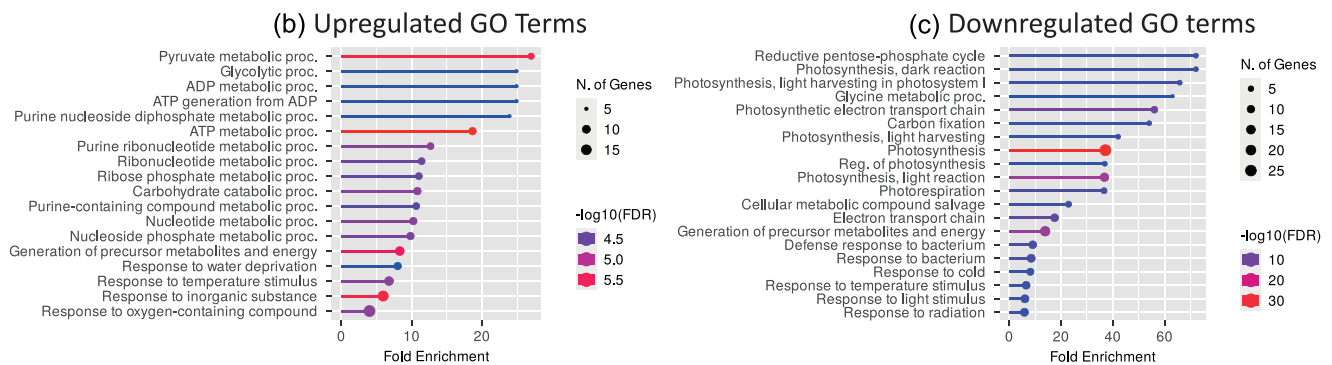 (b) Upregulated GO Terms
Pyruvate metabolic proc.
Glycolytic proc.
ADP metabolic proc.
ATP generation from ADP
Purine nucleoside diphosphate metabolic proc.
ATP metabolic proc.
Purine ribonucleotide metabolic proc.
Ribonucleotide metabolic proc.
Ribose phosphate metabolic proc.
Carbohydrate catabolic proc.
Purine-containing compound metabolic proc.
Nucleotide metabolic proc.
Nucleoside phosphate metabolic proc.
Generation of precursor metabolites and energy
Response to water deprivation
Response to temperature stimulus
Response to inorganic substance
Response to oxygen-containing compound
0 20
Fold Enrichment
N. of Genes
5
10
15
-log10(FDR)
4.5
5.0
5.5
(c) Downregulated GO terms
Reductive pentose-phosphate cycle
Photosynthesis, dark reaction
Photosynthesis, light harvesting in photosystem I
Glycine metabolic proc.
Photosynthetic electron transport chain
Carbon fixation
Photosynthesis, light harvesting
Photosynthesis
Reg. of photosynthesis
Photosynthesis, light reaction
Photorespiration
Cellular metabolic compound salvage
Electron transport chain
Generation of precursor metabolites and energy
Defense response to bacterium
Response to bacterium
Response to cold
Response to temperature stimulus
Response to light stimulus
Response to radiation
0 20 40 60
Fold Enrichment
N. of Genes
5
10
15
20
25
-log10(FDR)
10
20
30